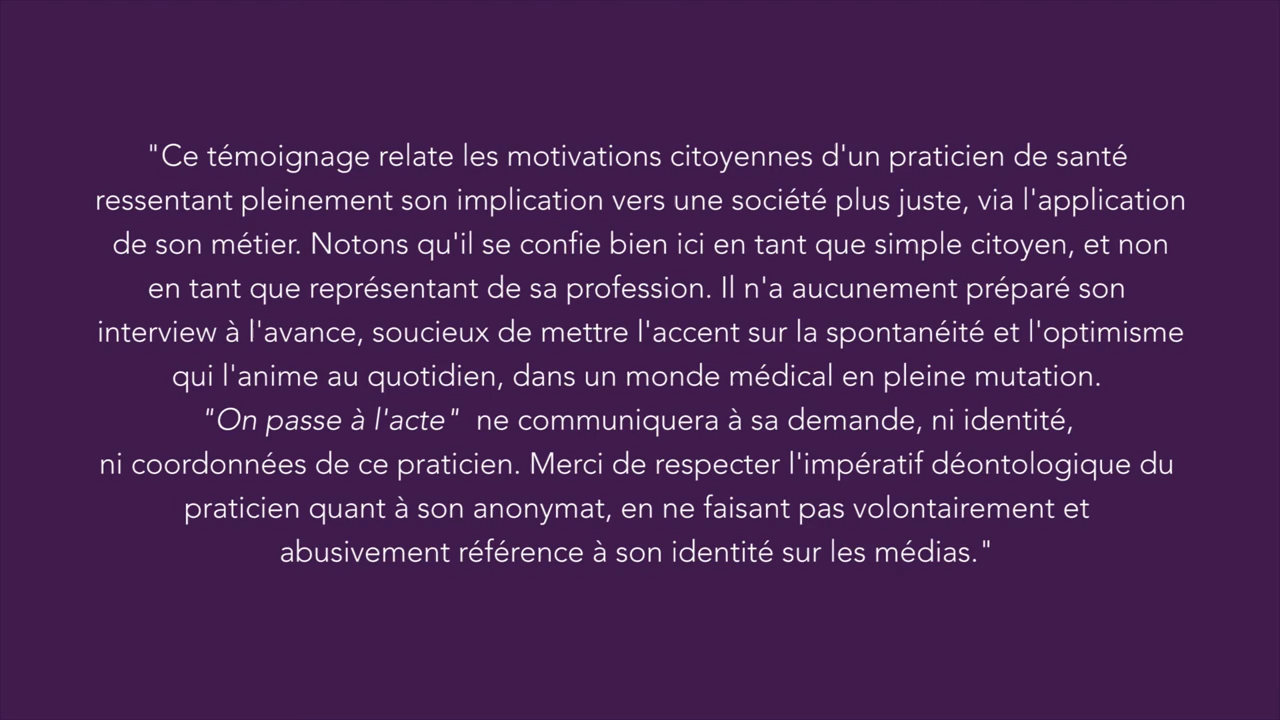 "Ce témoignage relate les motivations citoyennes d'un praticien de santé
ressentant pleinement son implication vers une société plus juste, via l'application
de son métier. Notons qu'il se confie bien ici en tant que simple citoyen, et non
en tant que représentant de sa profession. Il n'a aucunement préparé son
interview à l'avance, soucieux de mettre l'accent sur la spontanéité et l'optimisme
qui l'anime au quotidien, dans un monde médical en pleine mutation.
"On passe à l'acte" ne communiquera à sa demande, ni identité,
ni coordonnées de ce praticien. Merci de respecter l'impératif déontologique du
praticien quant à son anonymat, en ne faisant pas volontairement et
abusivement référence à son identité sur les médias."